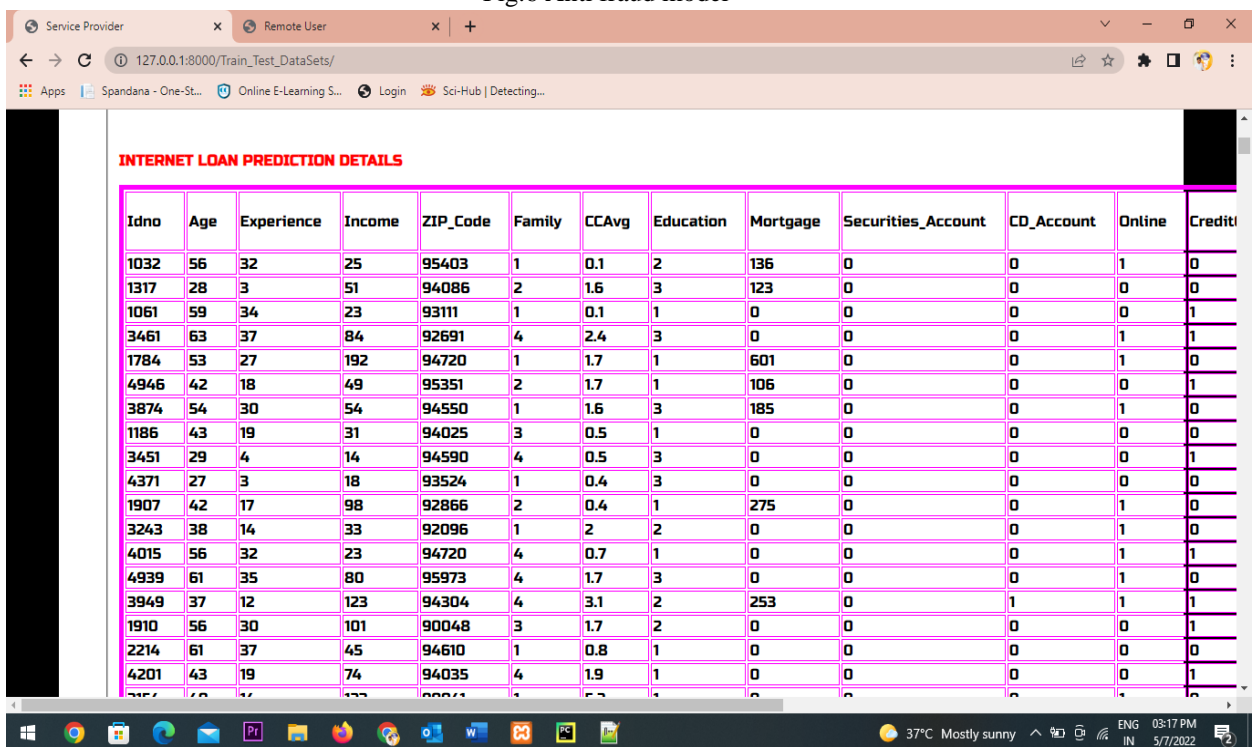 Fig.6 Anti fraud model
Service Provider
Remote User
127.0.0.1:8000/Train_Test_DataSets/
Apps Spandana - One-St... Online E-Learning S... Login Sci-Hub | Detecting...
INTERNET LOAN PREDICTION DETAILS
Idno Age Experience Income ZIP_Code Family CCAvg Education Mortgage Securities_Account CD_Account Online
1032 56 32 25 95403 1 0.1 2 136 0 0 1 0
1317 28 3 51 94086 2 1.6 3 123 0 0 0 0
1061 59 34 23 93111 1 0.1 1 0 0 0 0 1
3461 63 37 84 92691 4 2.4 3 0 0 0 1 1
1784 53 27 192 94720 1 1.7 1 601 0 0 1 0
4946 42 18 49 95351 2 1.7 1 106 0 0 0 1
3874 54 30 54 94550 1 1.6 3 185 0 0 1 0
1186 43 19 31 94025 3 0.5 1 0 0 0 0 0
3451 29 4 14 94590 4 0.5 3 0 0 0 0 1
4371 27 3 18 93524 1 0.4 3 0 0 0 0 0
1907 42 17 98 92866 2 0.4 1 275 0 0 1 0
3243 38 14 33 92096 1 2 2 0 0 0 1 0
4015 56 32 23 94720 4 0.7 1 0 0 0 1 1
4939 61 35 80 95973 4 1.7 3 0 0 0 1 0
3949 37 12 123 94304 4 3.1 2 253 0 1 1 1
1910 56 30 101 90048 3 1.7 2 0 0 0 0 1
2214 61 37 45 94610 1 0.8 1 0 0 0 0 0
4201 43 19 74 94035 4 1.9 1 0 0 0 0 1
37°C Mostly sunny
ENG
IN
03:17 PM
5/7/2022